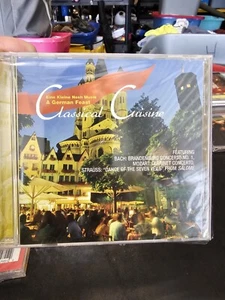 Eine Kleine Nacht Musik
& German Feast
Classical Cuisine
FEATURING
BACH: BRANDENBURG CONCERTO NO. 5,
MOZART: CLARINET CONCERTO,
STRAUSS: "DANCE OF THE SEVEN VEILS" FROM SALOME